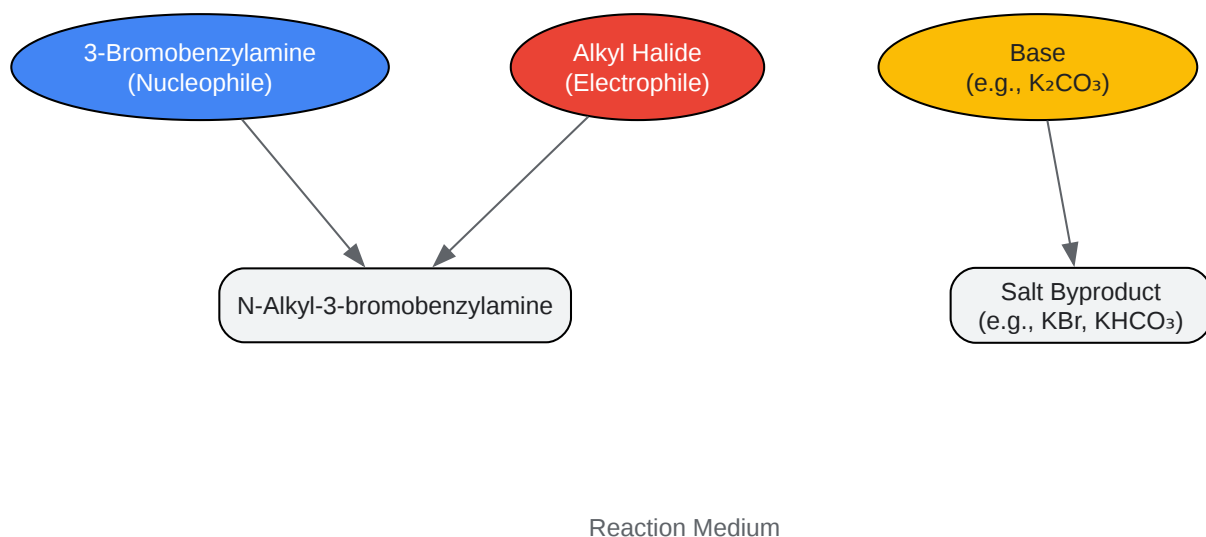 3-Bromobenzylamine
(Nucleophile)
Alkyl Halide
(Electrophile)
Base
(e.g., K₂CO₃)
N-Alkyl-3-bromobenzylamine
Salt Byproduct
(e.g., KBr, KHCO₃)
Reaction Medium